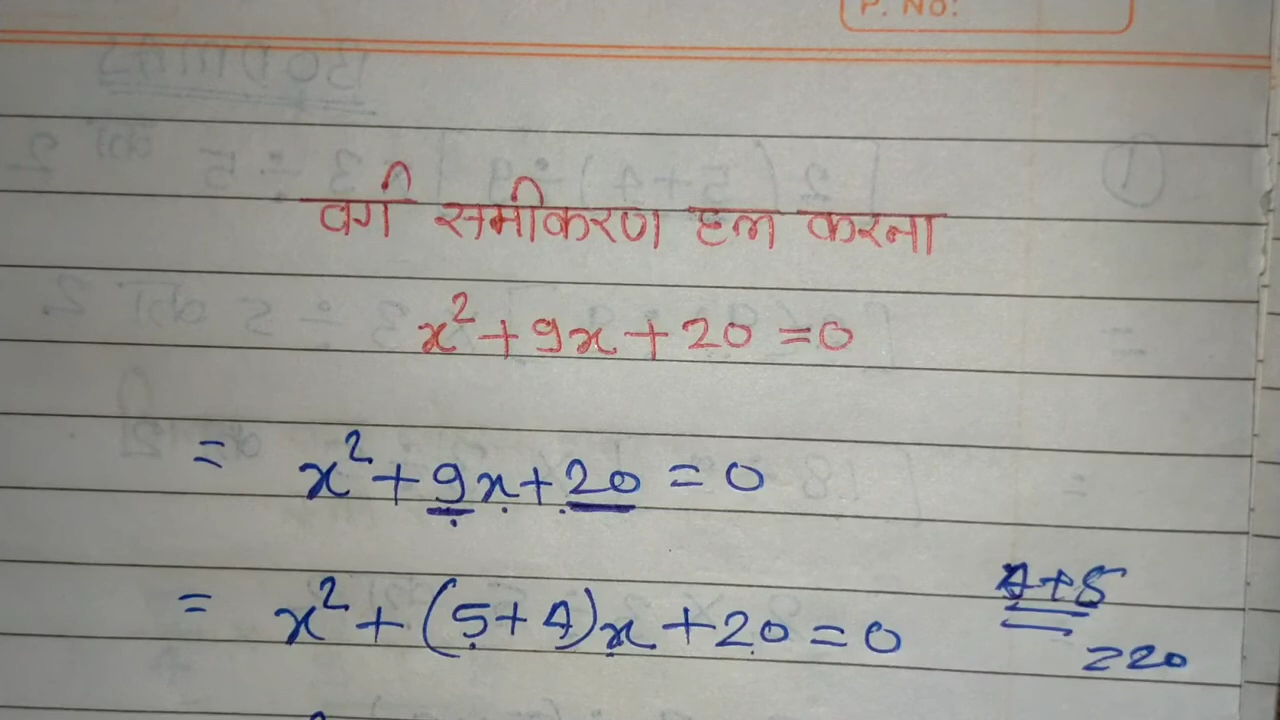 P. No:
वर्ग समीकरण हल करना
x² + 9x + 20 = 0
= x² + 9x + 20 = 0
= x² + (5+4)x + 20 = 0
4+5
=20